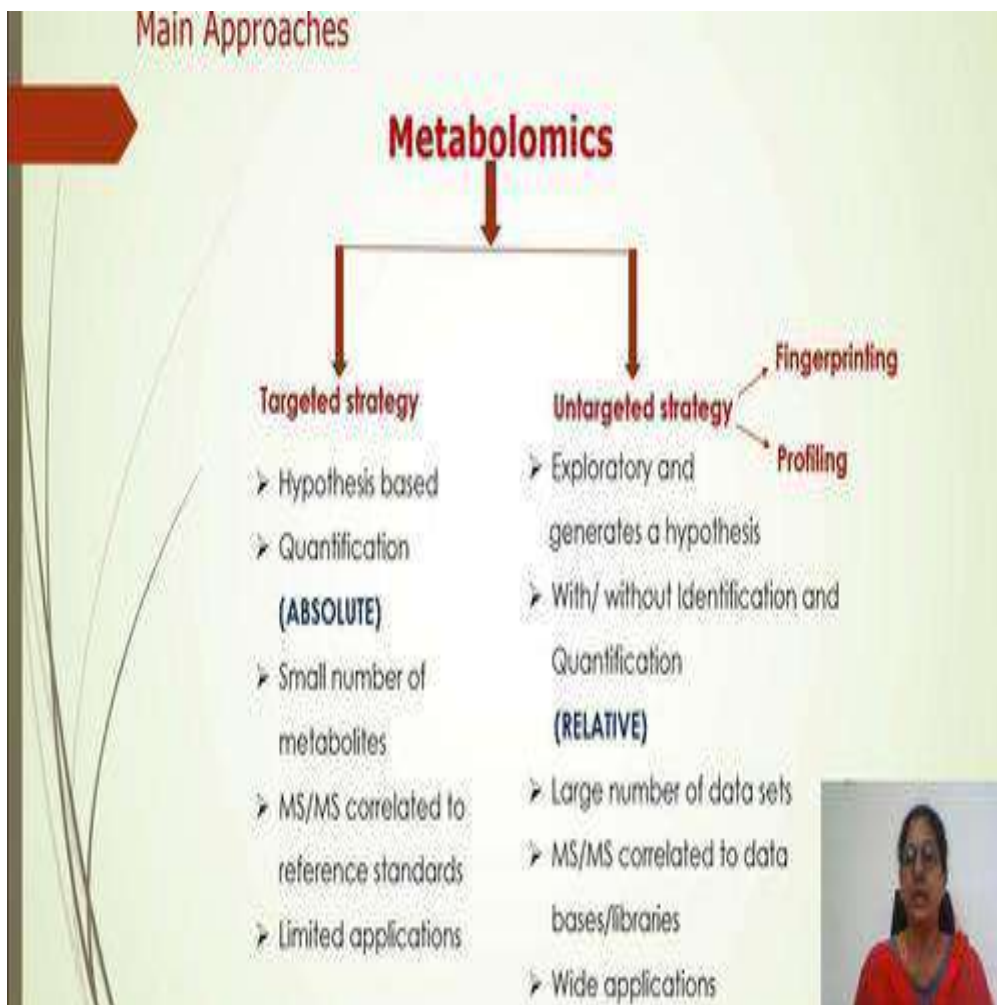 Main Approaches
Metabolomics
Targeted strategy
➢ Hypothesis based
➢ Quantification
(ABSOLUTE)
➢ Small number of
metabolites
➢ MS/MS correlated to
reference standards
➢ Limited applications
Untargeted strategy
Fingerprinting
Profiling
➢ Exploratory and
generates a hypothesis
➢ With/ without Identification and
Quantification
(RELATIVE)
➢ Large number of data sets
➢ MS/MS correlated to data
bases/libraries
➢ Wide applications